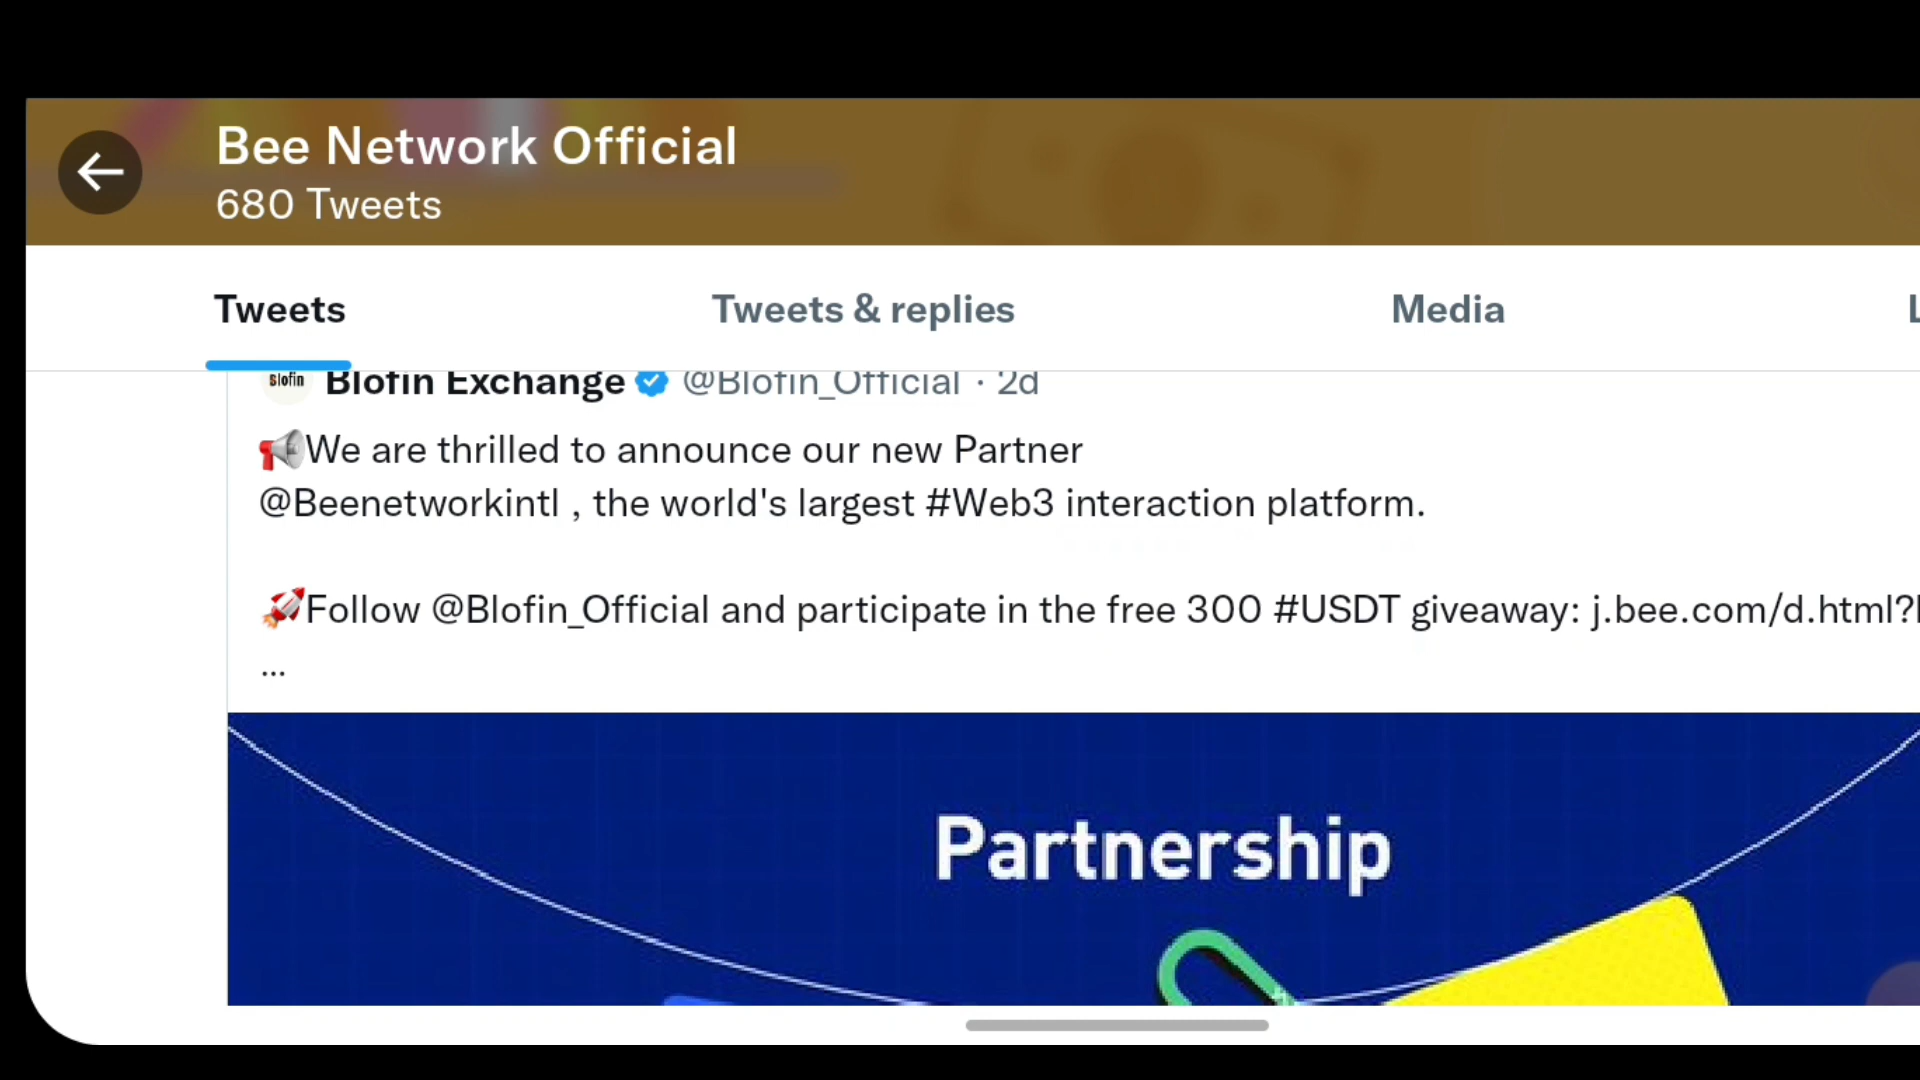 Bee Network Official
680 Tweets
Tweets
Tweets & replies
Media
Blofin
Blofin Exchange @Blofin_Official · 2d
We are thrilled to announce our new Partner
@Beenetworkintl , the world's largest #Web3 interaction platform.
Follow @Blofin_Official and participate in the free 300 #USDT giveaway: j.bee.com/d.html?
...
Partnership